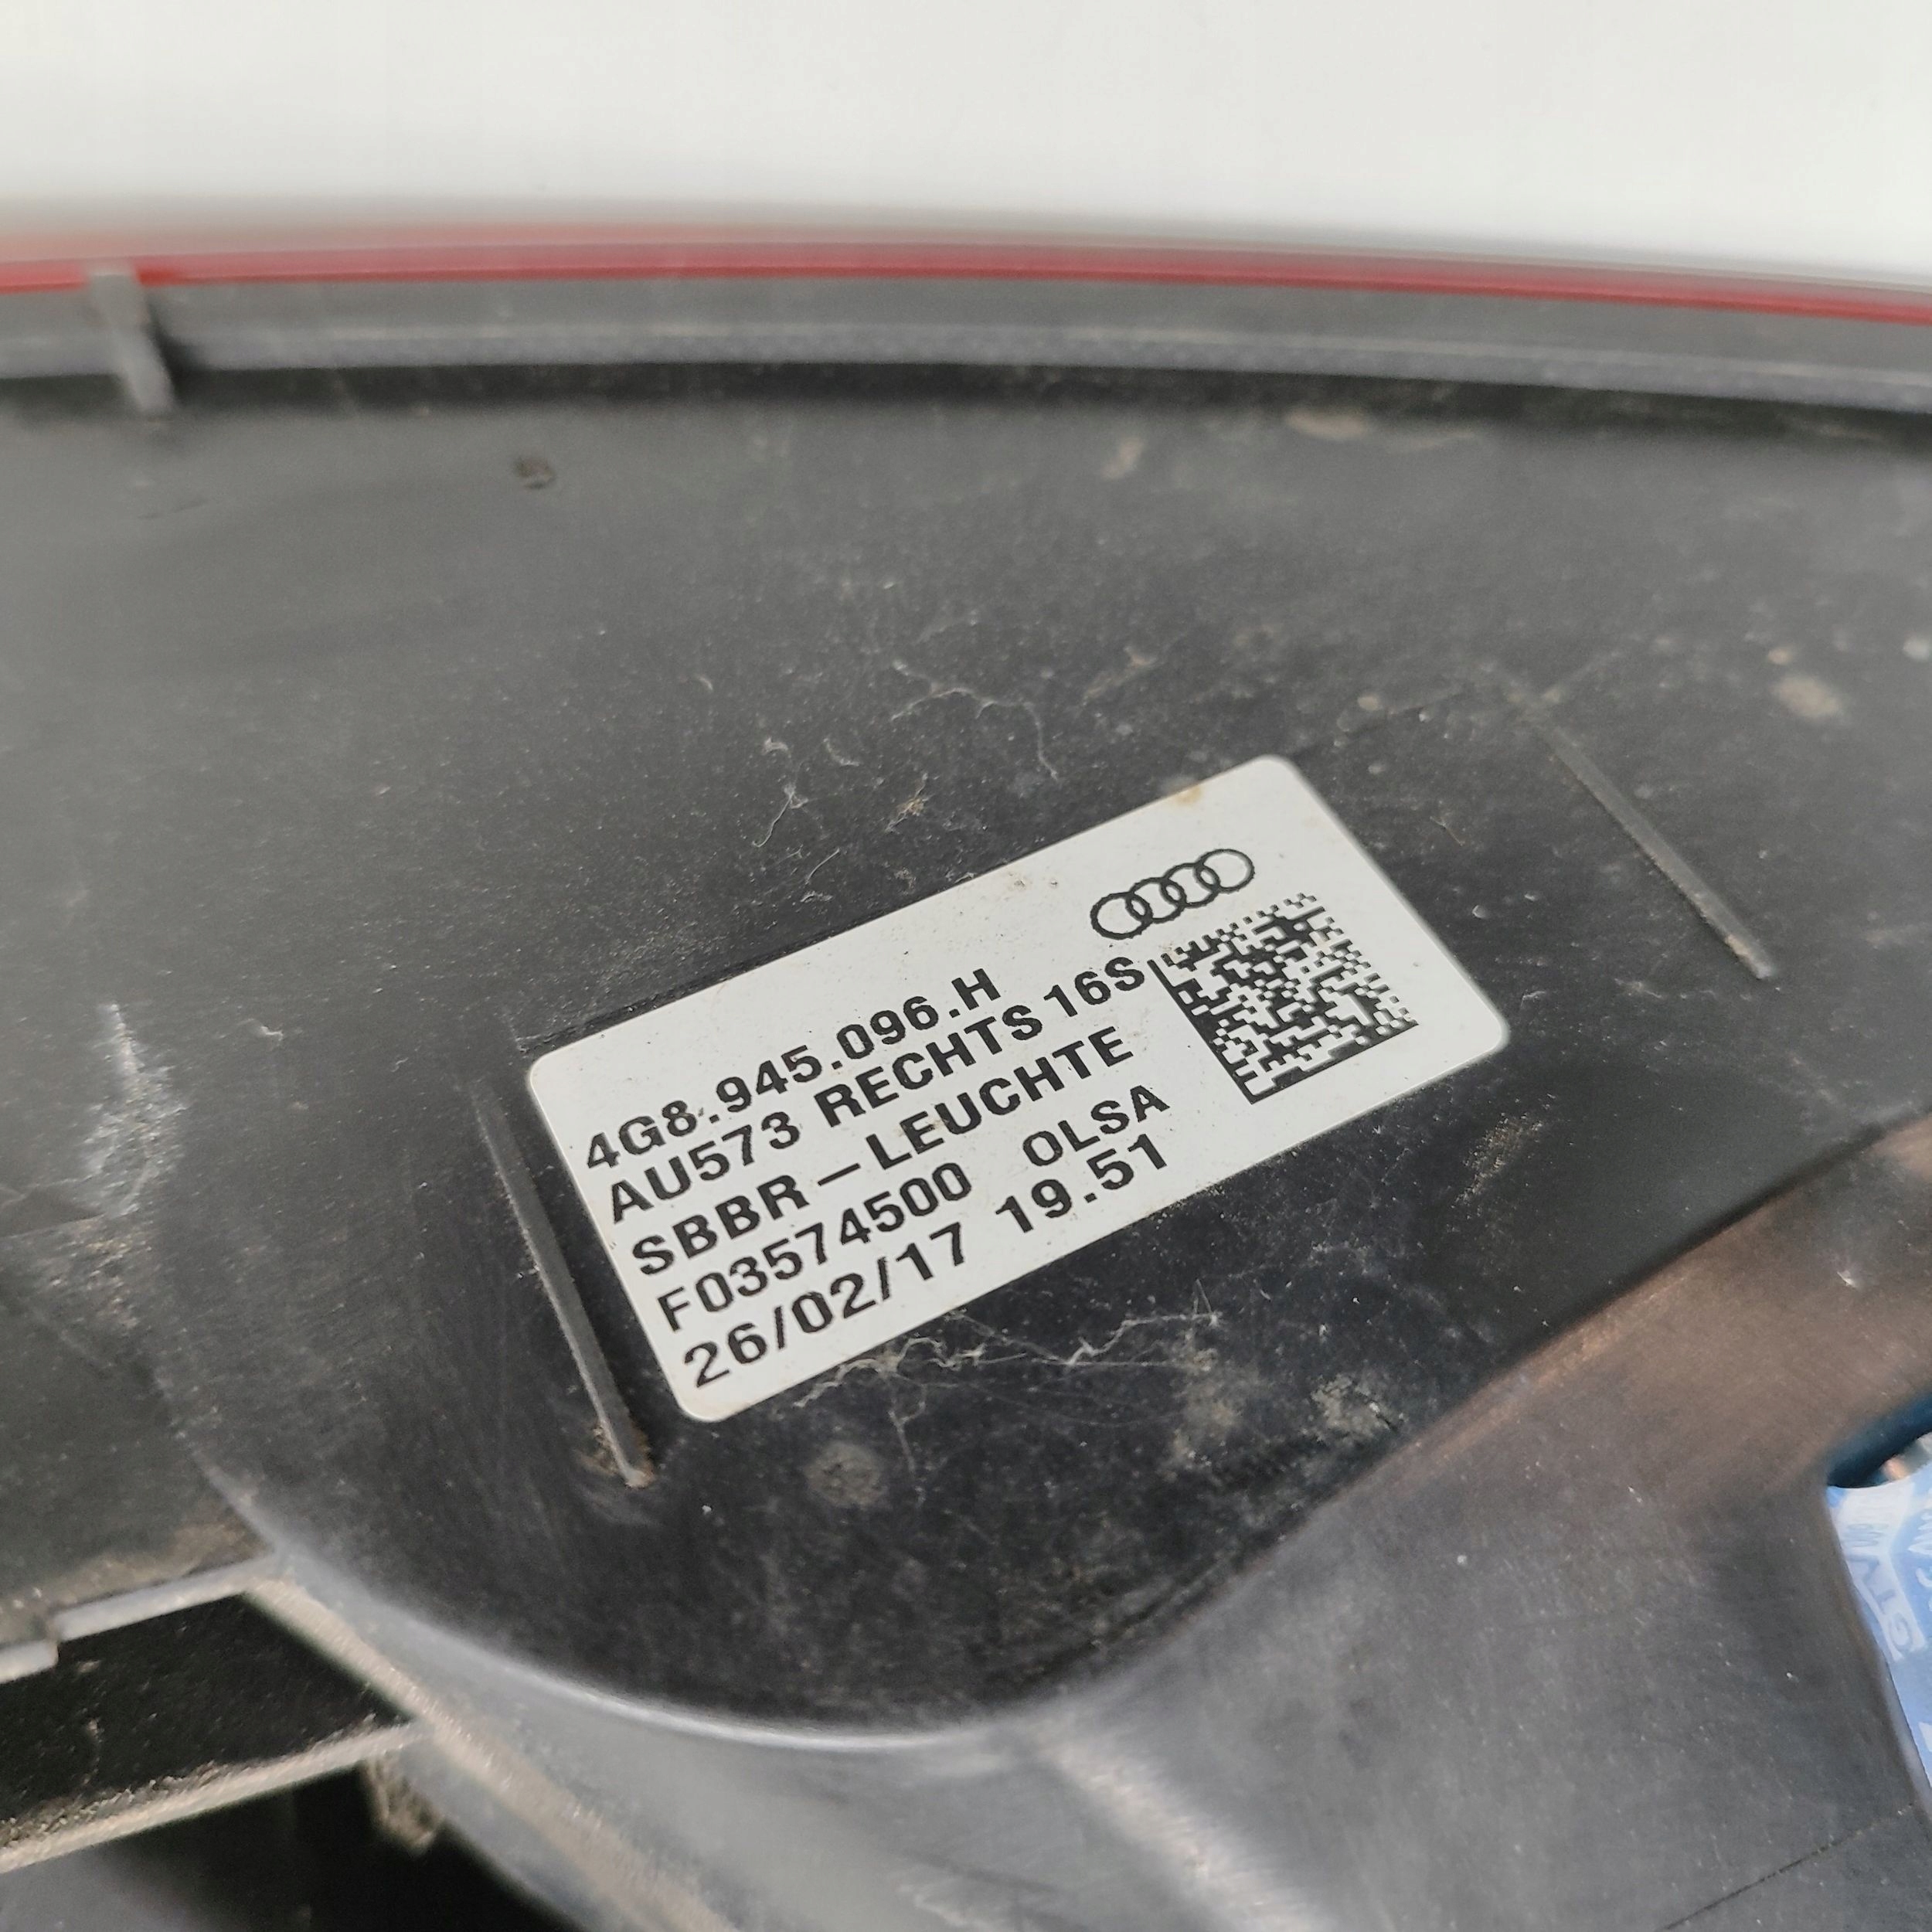 4G8.945.096.H
AU573 RECHTS 16S
SBBR-LEUCHTE
F03574500 OLSA
26/02/17 19.51